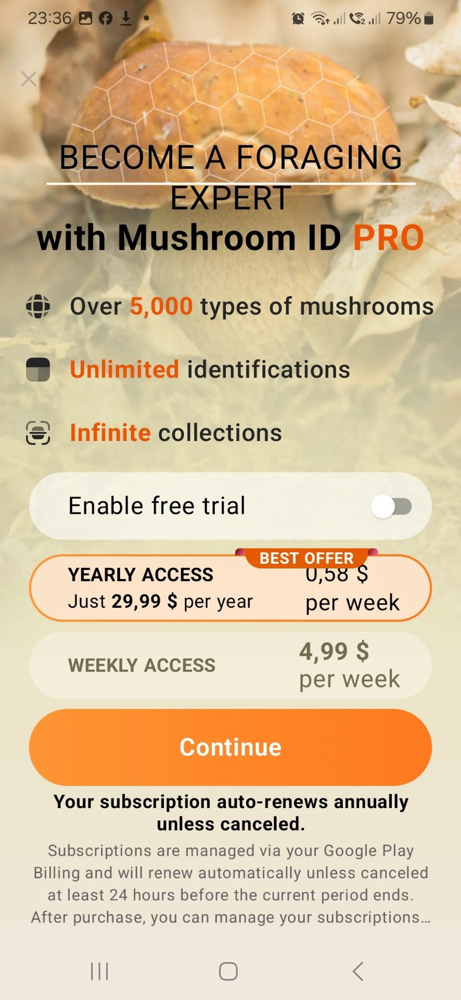 23:36
79%
BECOME A FORAGING
EXPERT
with Mushroom ID PRO
Over 5,000 types of mushrooms
Unlimited identifications
Infinite collections
Enable free trial
BEST OFFER
YEARLY ACCESS
0,58 $
Just 29,99 $ per year
per week
WEEKLY ACCESS
4,99 $
per week
Continue
Your subscription auto-renews annually
unless canceled.
Subscriptions are managed via your Google Play
Billing and will renew automatically unless canceled
at least 24 hours before the current period ends.
After purchase, you can manage your subscriptions…